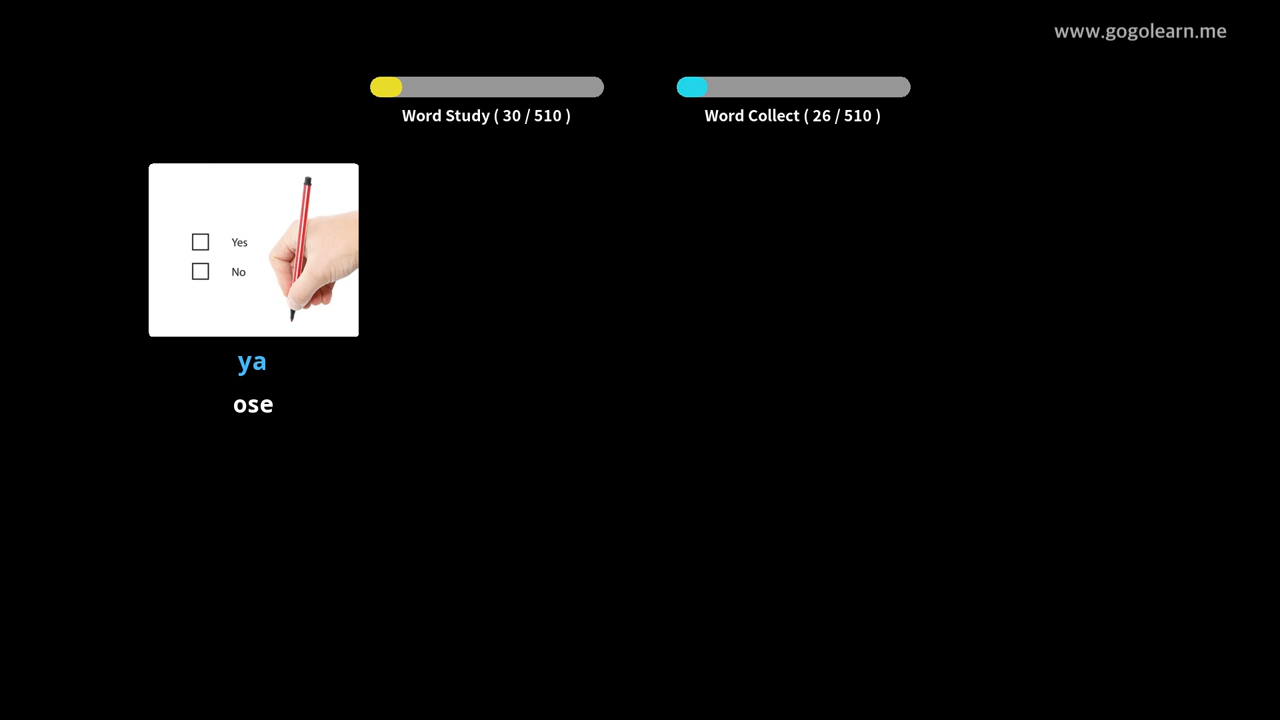 www.gogolearn.me
Word Study ( 30 / 510 )
Word Collect ( 26 / 510 )
Yes
No
ya
ose